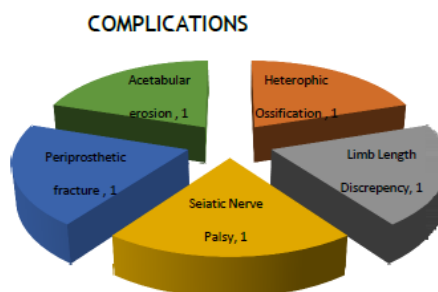 COMPLICATIONS
Acetabular
erosion , 1
Heterophic
Ossification , 1
Periprosthetic
fracture , 1
Limb Length
Discrepency, 1
Seiatic Nerve
Palsy, 1